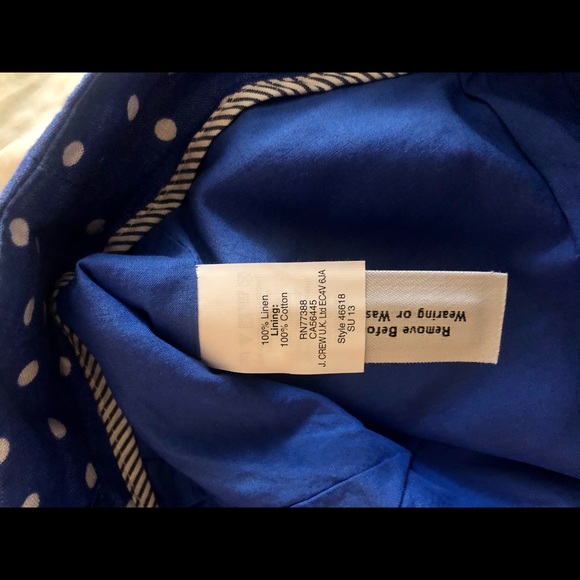 100% Linen
Lining:
100% Cotton
RN77388
CA56445
J. CREW U.K. Ltd EC4V 6JA
Style 46618
SU 13
Remove Befo
Wearing or Was